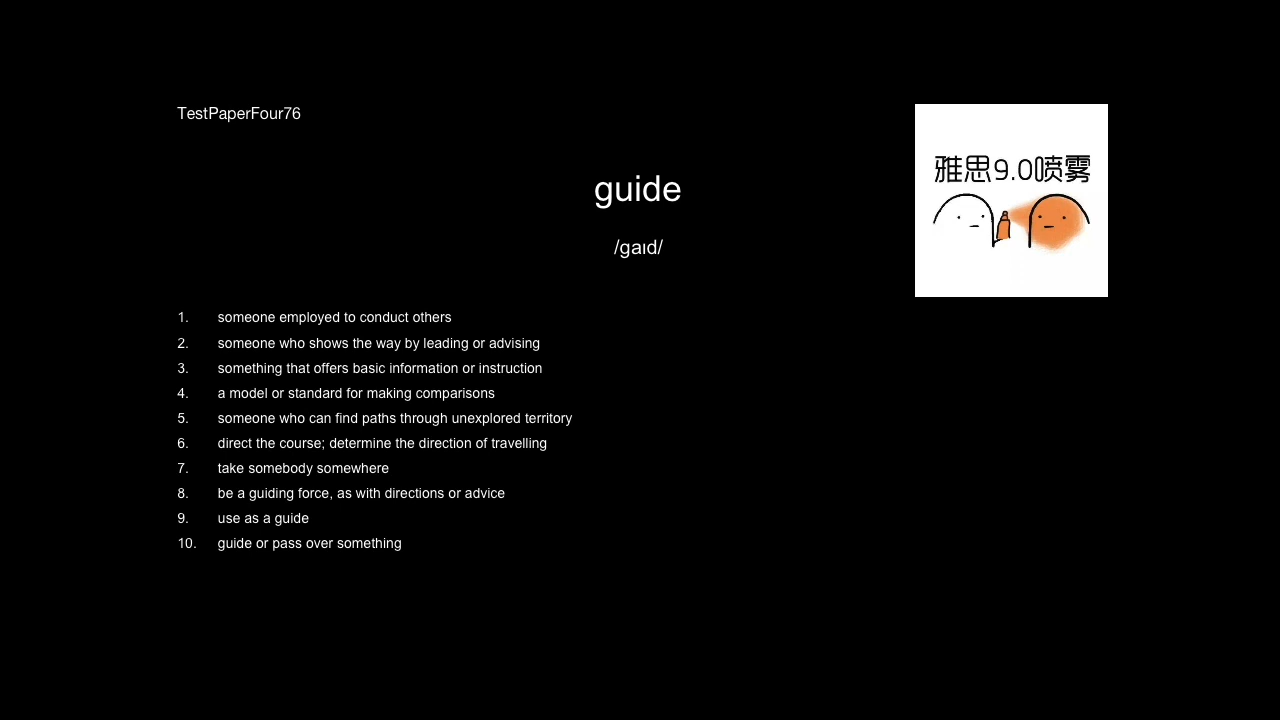 TestPaperFour76
雅思9.0喷雾
guide
/gaɪd/
1. someone employed to conduct others
2. someone who shows the way by leading or advising
3. something that offers basic information or instruction
4. a model or standard for making comparisons
5. someone who can find paths through unexplored territory
6. direct the course; determine the direction of travelling
7. take somebody somewhere
8. be a guiding force, as with directions or advice
9. use as a guide
10. guide or pass over something